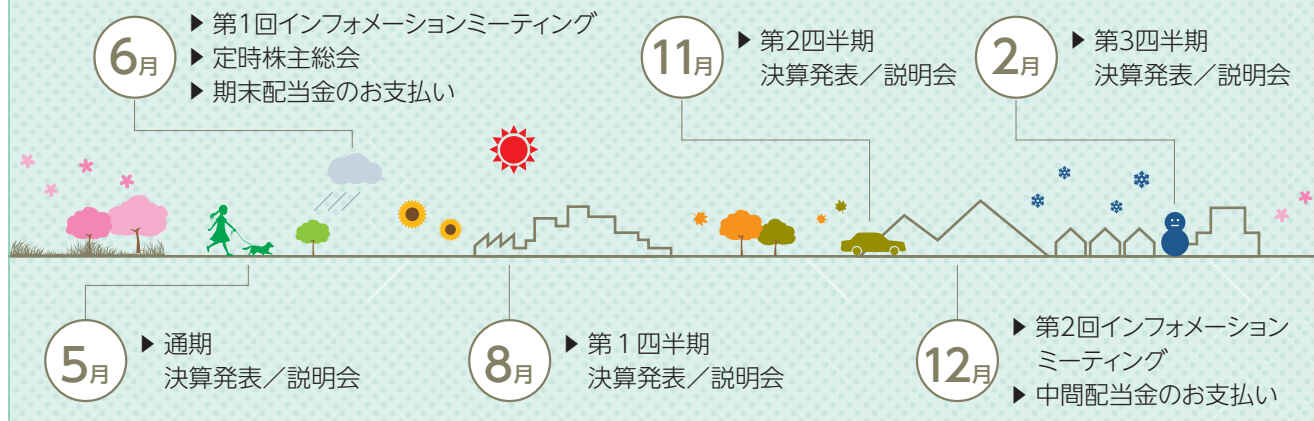 6月
▶ 第1回インフォメーションミーティング
▶ 定時株主総会
▶ 期末配当金のお支払い
11月
▶ 第2四半期
決算発表／説明会
2月
▶ 第3四半期
決算発表／説明会
5月
▶ 通期
決算発表／説明会
8月
▶ 第１四半期
決算発表／説明会
12月
▶ 第2回インフォメーション
ミーティング
▶ 中間配当金のお支払い